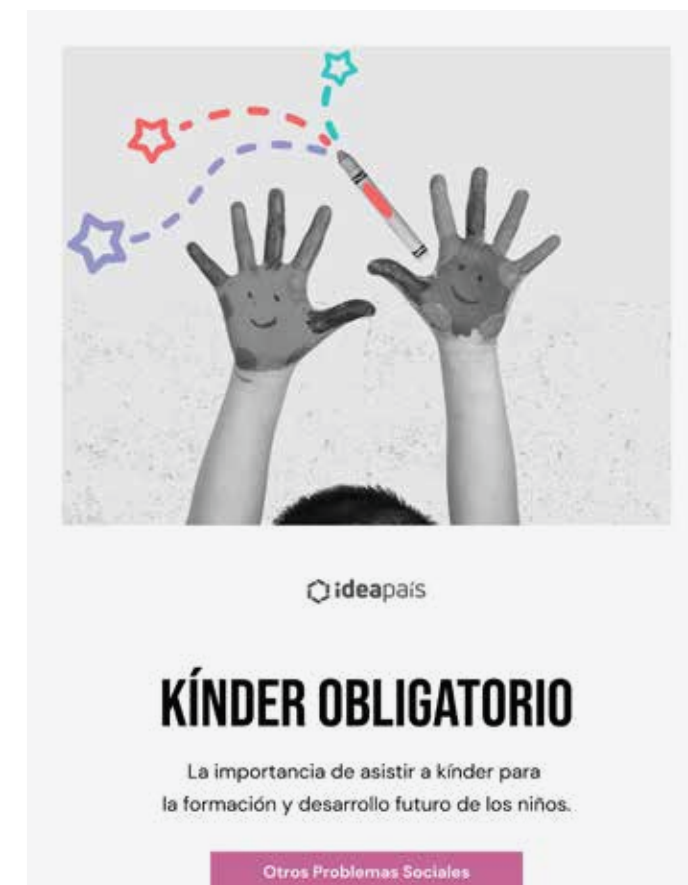 ideapaís
KÍNDER OBLIGATORIO
La importancia de asistir a kínder para
la formación y desarrollo futuro de los niños.
Otros Problemas Sociales